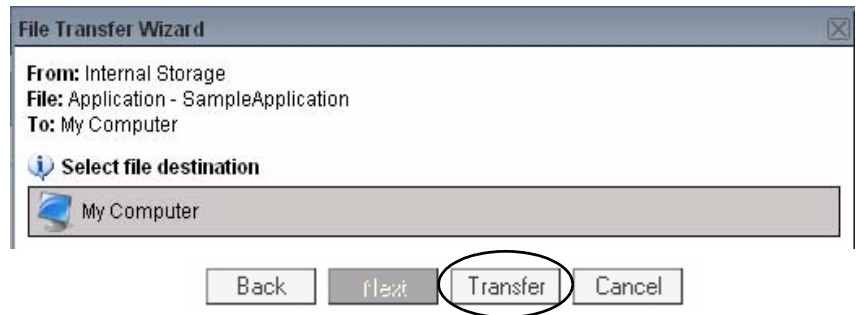 File Transfer Wizard
From: Internal Storage
File: Application - SampleApplication
To: My Computer
Select file destination
My Computer
Back Next Transfer Cancel